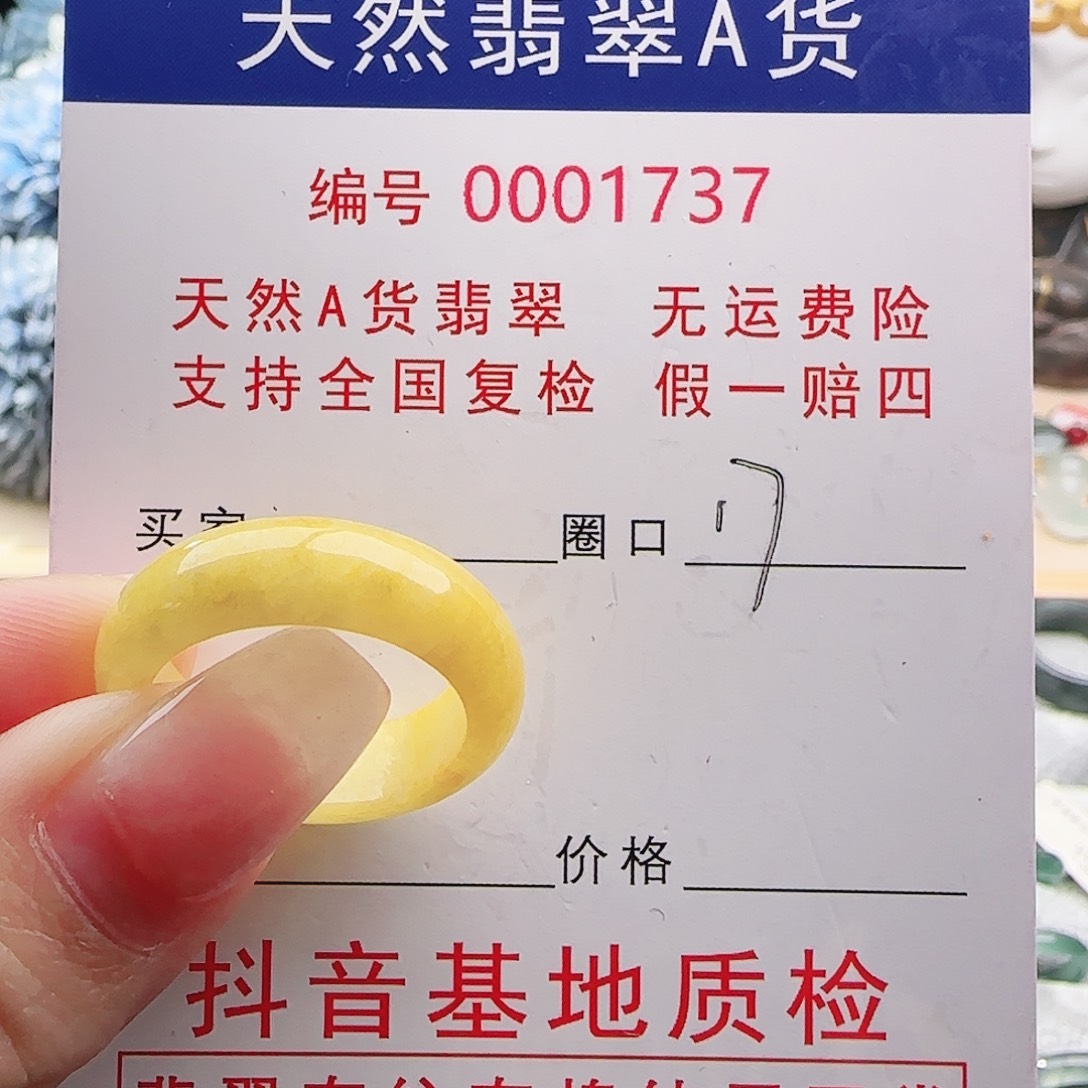 天然翡翠A货
编号 0001737
天然A货翡翠 无运费险
支持全国复检 假一赔四
买家 圈口 17
价格
抖音基地质检